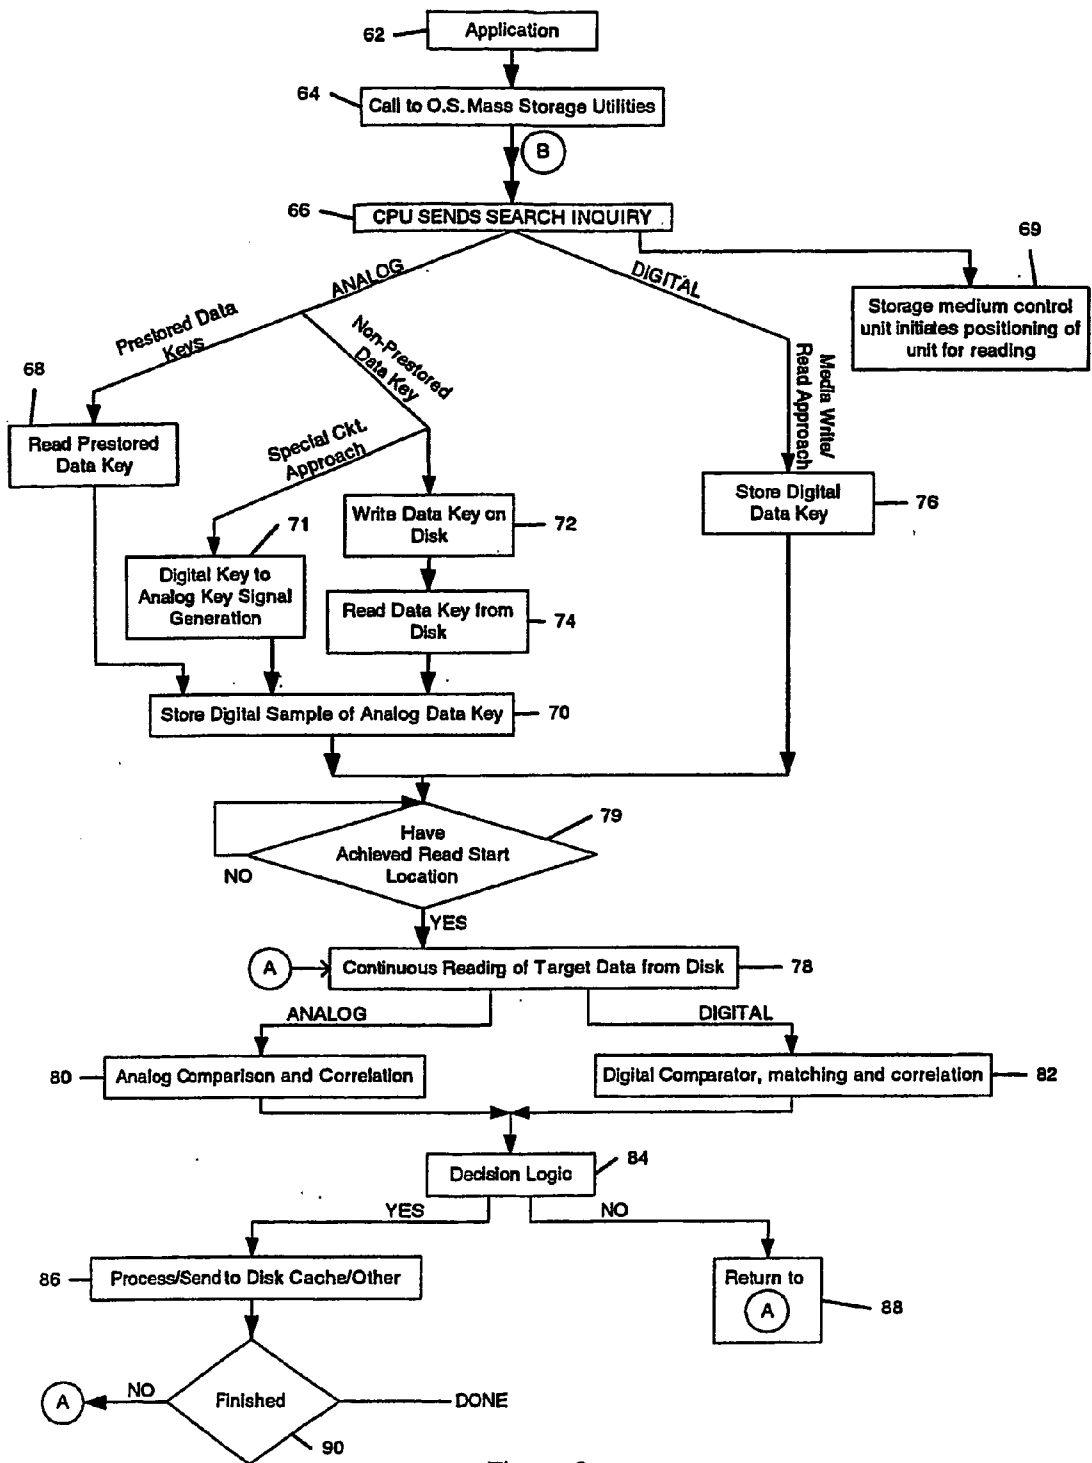 62
Application
64
Call to O.S. Mass Storage Utilities
B
66
CPU SENDS SEARCH INQUIRY
69
ANALOG
DIGITAL
Storage medium control
unit initiates positioning of
unit for reading
Prestored Data
Keys
Non-Prestored
Data Key
Media Write/
Read Approach
68
Read Prestored
Data Key
Special Ckt.
Approach
71
Write Data Key on
Disk
72
Store Digital
Data Key
76
Digital Key to
Analog Key Signal
Generation
Read Data Key from
Disk
74
Store Digital Sample of Analog Data Key
70
79
Have
Achieved Read Start
Location
NO
YES
A
Continuous Reading of Target Data from Disk
78
ANALOG
DIGITAL
80
Analog Comparison and Correlation
Digital Comparator, matching and correlation
82
Decision Logic
84
YES
NO
86
Process/Send to Disk Cache/Other
Return to
A
88
A
NO
Finished
DONE
90